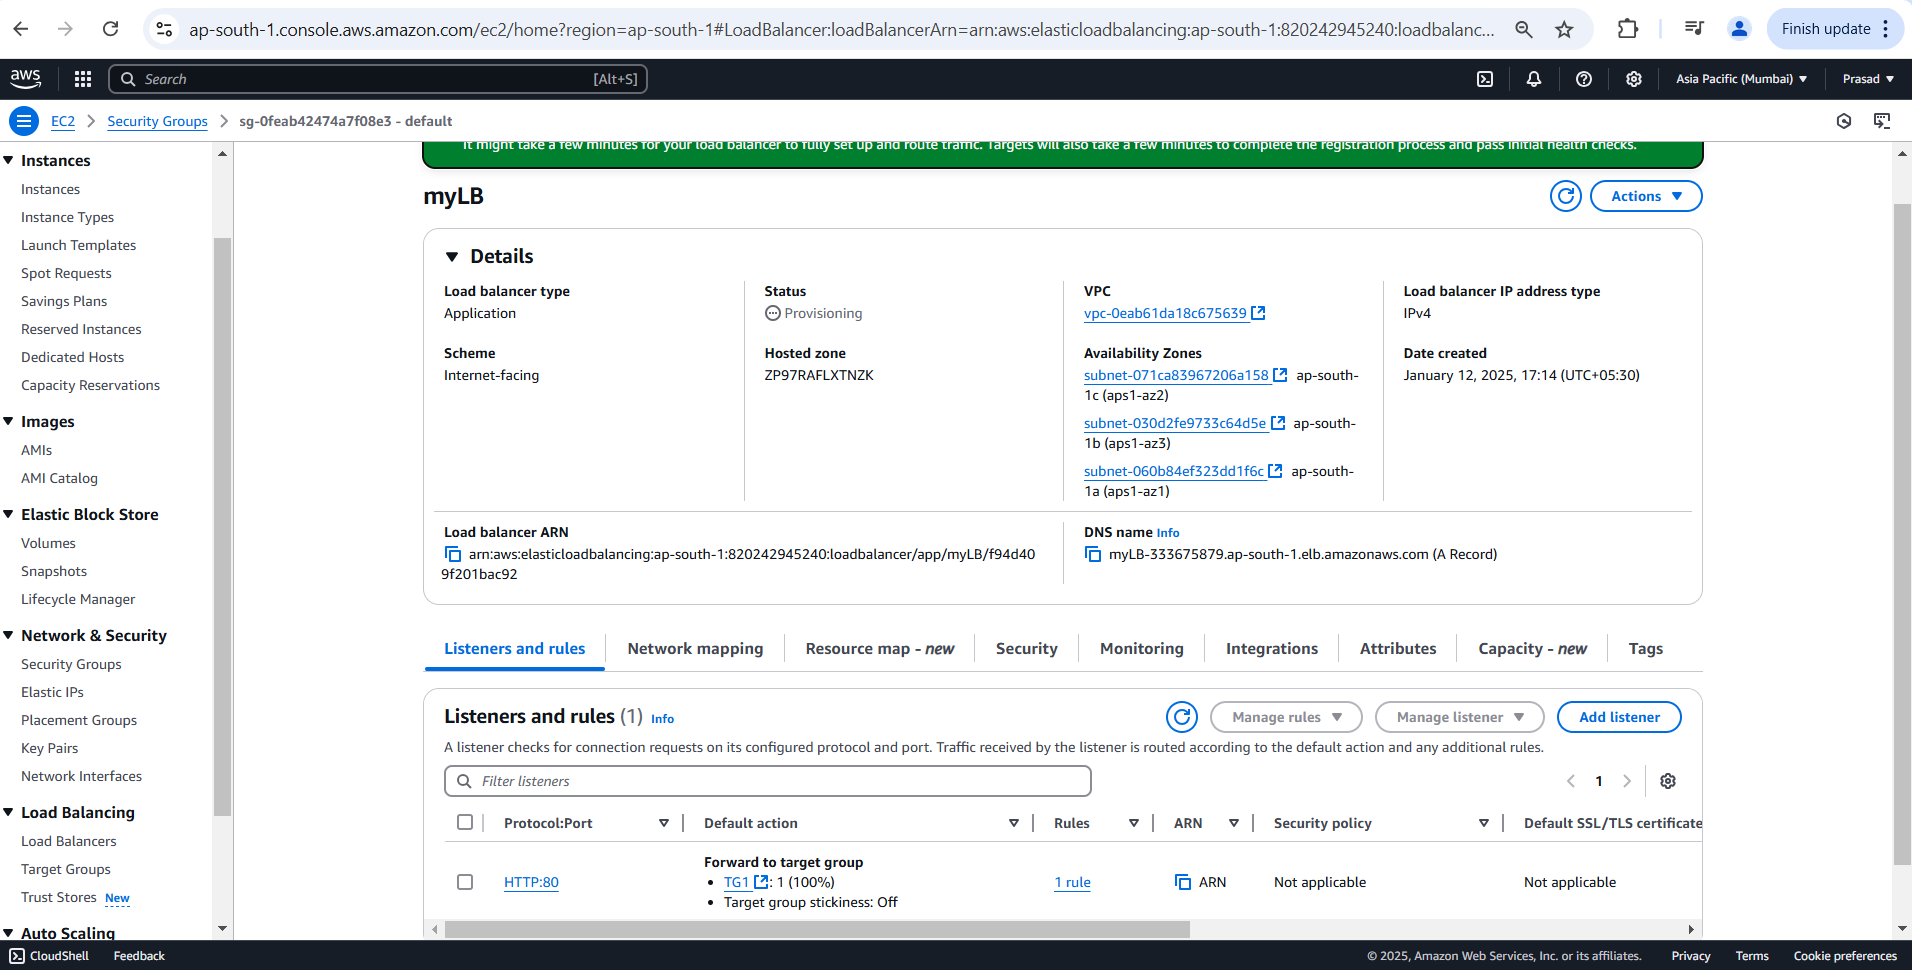 ap-south-1.console.aws.amazon.com/ec2/home?region=ap-south-1#LoadBalancer:loadBalancerArn=arn:aws:elasticloadbalancing:ap-south-1:820242945240:loadbalanc...
Finish update
aws
Search
[Alt+S]
Asia Pacific (Mumbai)
Prasad
EC2
Security Groups
sg-0feab42474a7f08e3 - default
Instances
Instances
Instance Types
Launch Templates
Spot Requests
Savings Plans
Reserved Instances
Dedicated Hosts
Capacity Reservations
Images
AMIs
AMI Catalog
Elastic Block Store
Volumes
Snapshots
Lifecycle Manager
Network & Security
Security Groups
Elastic IPs
Placement Groups
Key Pairs
Network Interfaces
Load Balancing
Load Balancers
Target Groups
Trust Stores New
Auto Scaling
It might take a few minutes for your load balancer to fully set up and route traffic. Targets will also take a few minutes to complete the registration process and pass initial health checks.
myLB
Actions
Details
Load balancer type
Application
Scheme
Internet-facing
Status
Provisioning
Hosted zone
ZP97RAFLXTNZK
VPC
vpc-0eab61da18c675639
Availability Zones
subnet-071ca83967206a158 ap-south-
1c (aps1-az2)
subnet-030d2fe9733c64d5e ap-south-
1b (aps1-az3)
subnet-060b84ef323dd1f6c ap-south-
1a (aps1-az1)
Load balancer IP address type
IPv4
Date created
January 12, 2025, 17:14 (UTC+05:30)
Load balancer ARN
arn:aws:elasticloadbalancing:ap-south-1:820242945240:loadbalancer/app/myLB/f94d40
9f201bac92
DNS name Info
myLB-333675879.ap-south-1.elb.amazonaws.com (A Record)
Listeners and rules
Network mapping
Resource map - new
Security
Monitoring
Integrations
Attributes
Capacity - new
Tags
Listeners and rules (1) Info
Manage rules
Manage listener
Add listener
A listener checks for connection requests on its configured protocol and port. Traffic received by the listener is routed according to the default action and any additional rules.
Filter listeners
1
Protocol:Port
Default action
Rules
ARN
Security policy
Default SSL/TLS certificate
HTTP:80
Forward to target group
• TG1 : 1 (100%)
• Target group stickiness: Off
1 rule
ARN
Not applicable
Not applicable
CloudShell
Feedback
© 2025, Amazon Web Services, Inc. or its affiliates.
Privacy
Terms
Cookie preferences